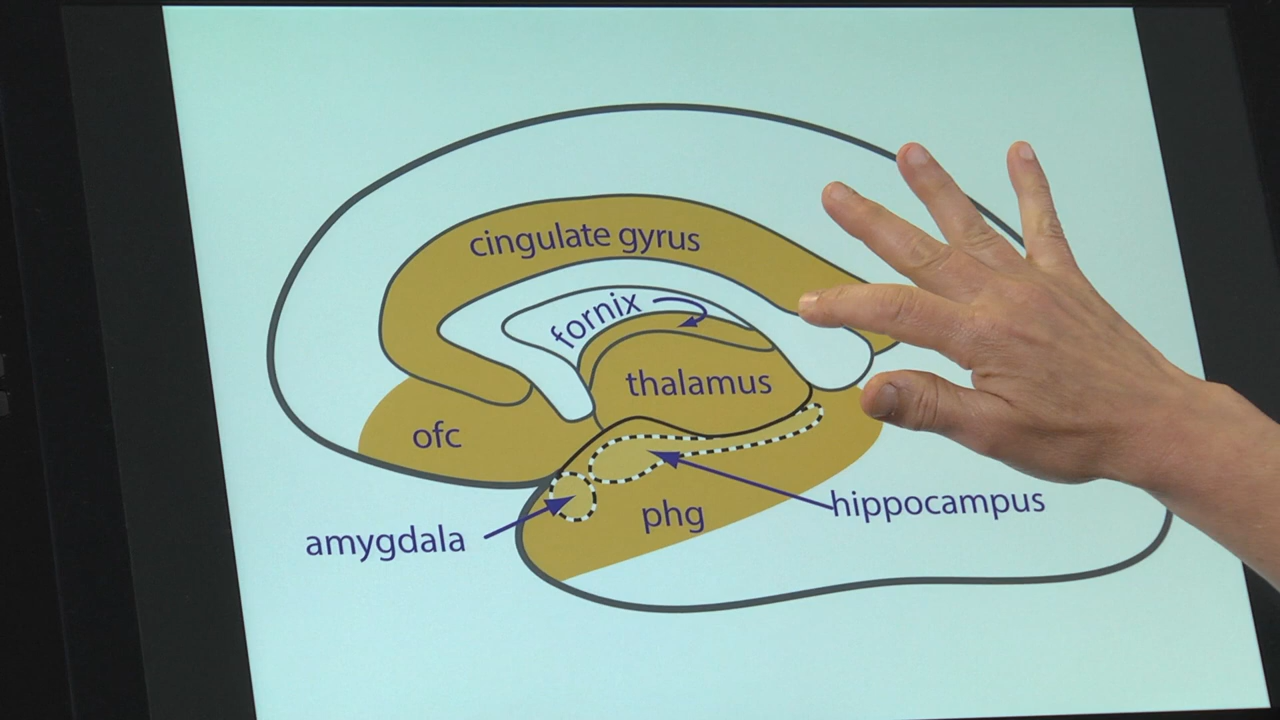 cingulate gyrus
fornix
thalamus
ofc
phg
hippocampus
amygdala